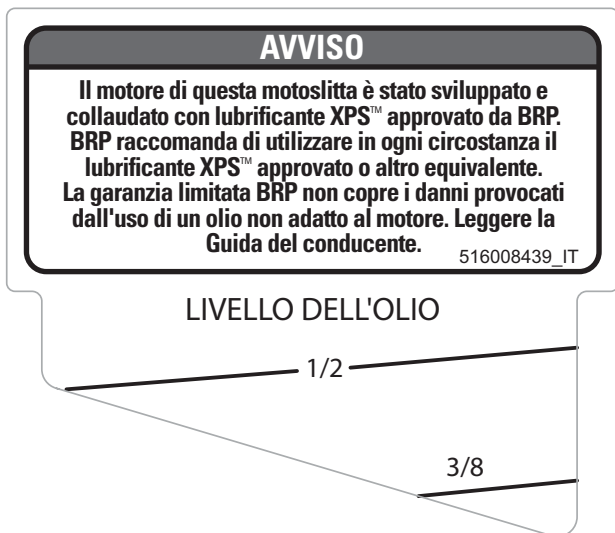 AVVISO
Il motore di questa motoslitta è stato sviluppato e
collaudato con lubrificante XPS™ approvato da BRP.
BRP raccomanda di utilizzare in ogni circostanza il
lubrificante XPS™ approvato o altro equivalente.
La garanzia limitata BRP non copre i danni provocati
dall'uso di un olio non adatto al motore. Leggere la
Guida del conducente.
516008439_IT
LIVELLO DELL'OLIO
1/2
3/8